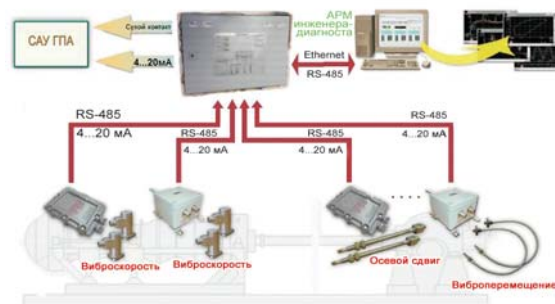 САУ ГПА
Сухой контакт
4...20мА
АРМ
инженера-
диагноста
Ethernet
RS-485
RS-485
4...20 мА
RS-485
4...20 мА
RS-485
4...20 мА
RS-485
4...20 мА
Виброскорость
Виброскорость
Осевой сдвиг
Виброперемещение